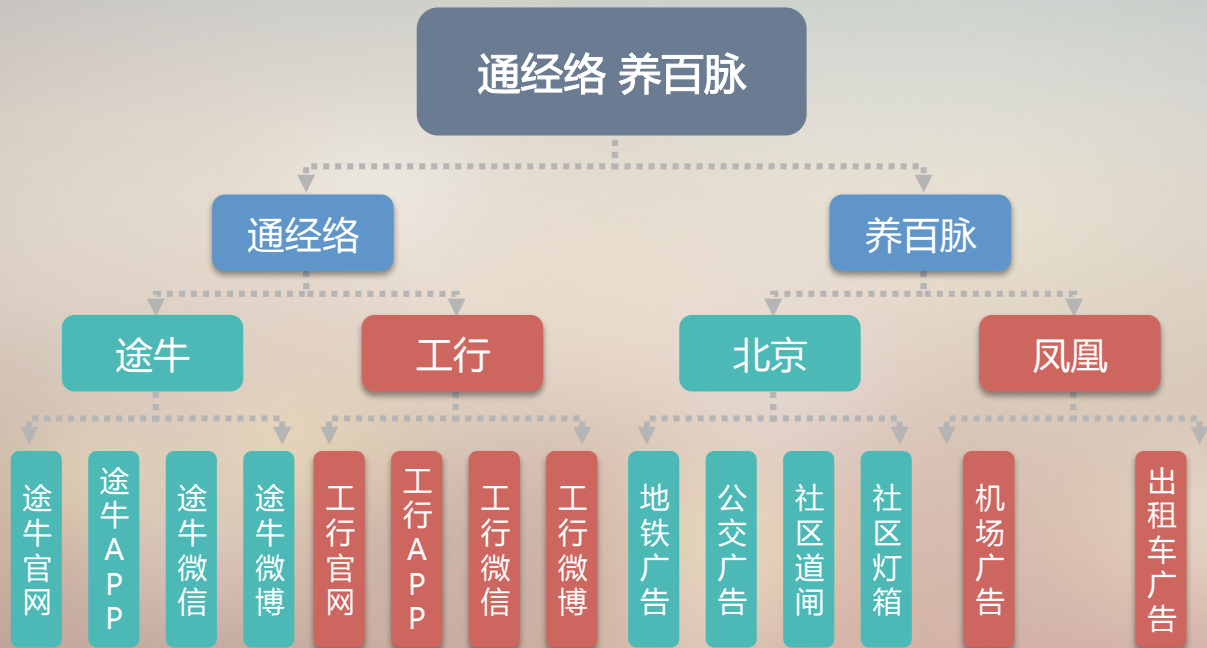 通经络 养百脉
通经络
养百脉
途牛
工行
北京
凤凰
途牛官网
途牛APP
途牛微信
途牛微博
工行官网
工行APP
工行微信
工行微博
地铁广告
公交广告
社区道闸
社区灯箱
机场广告
出租车广告